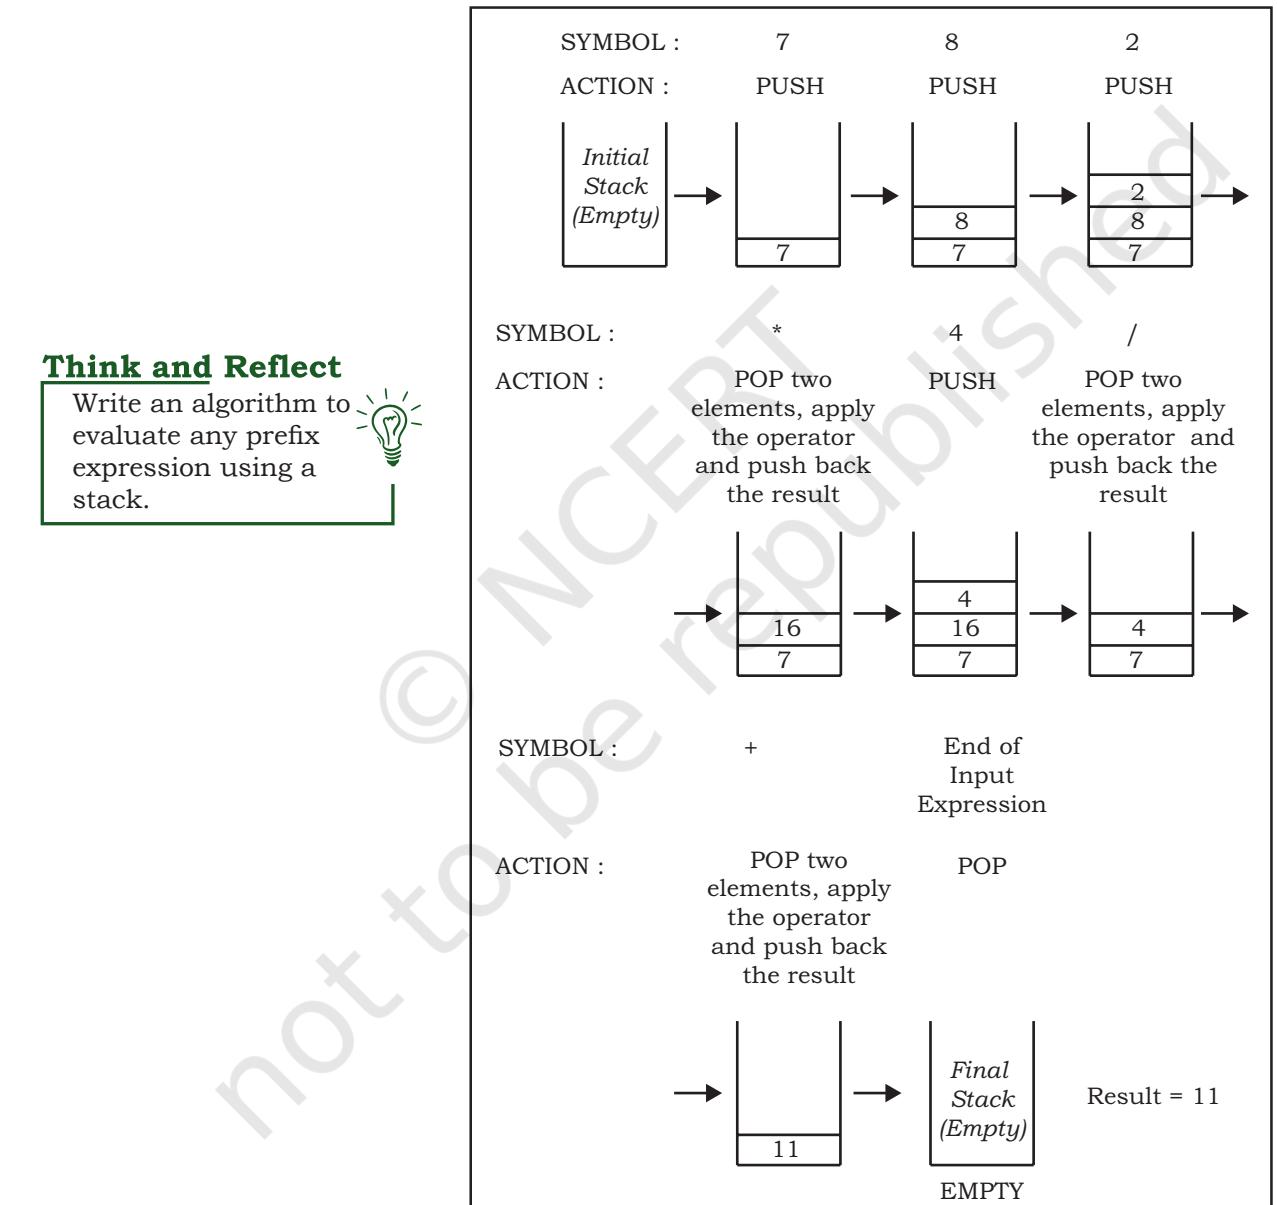 SYMBOL : 7 8 2
ACTION : PUSH PUSH PUSH
Initial
Stack
(Empty)
2
8 8
7 7 7
Think and Reflect
Write an algorithm to
evaluate any prefix
expression using a
stack.
SYMBOL : * 4 /
ACTION : POP two PUSH POP two
elements, apply elements, apply
the operator the operator and
and push back push back the
the result result
4
16 16 4
7 7 7
SYMBOL : + End of
Input
Expression
ACTION : POP two POP
elements, apply
the operator
and push back
the result
Final
Stack
(Empty)
Result = 11
11
EMPTY
© NCERT
not to be republished